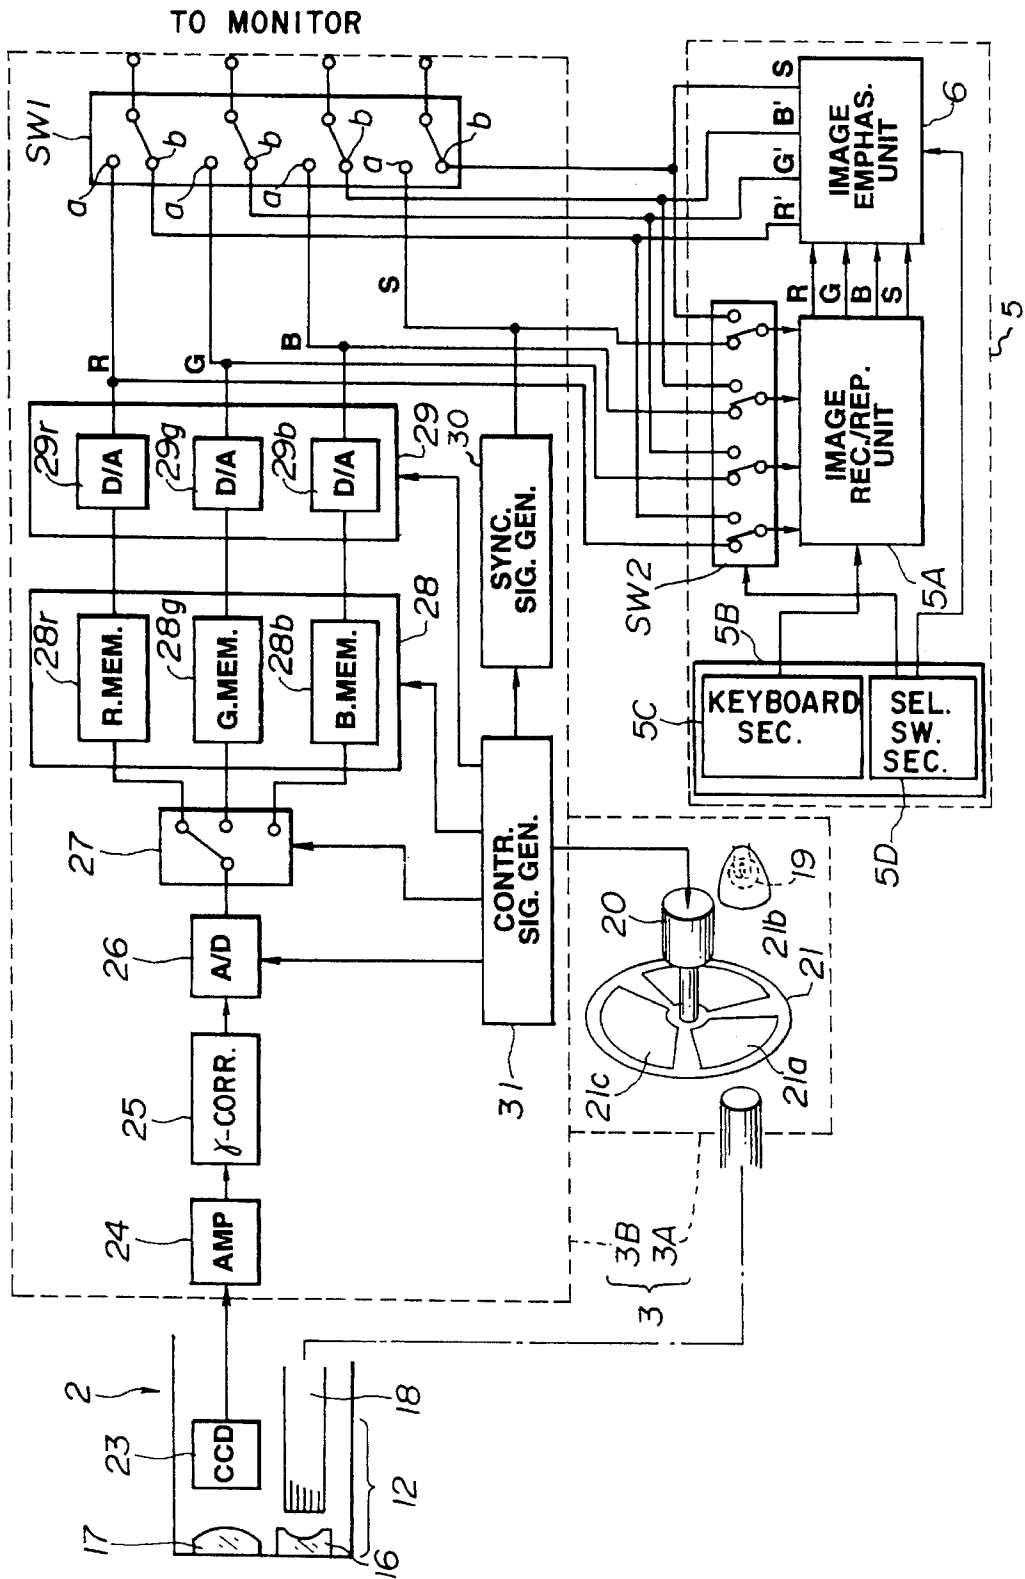 TO MONITOR
SW1
a
b
a
b
a
b
a
b
R
G
B
S
29r
D/A
29g
D/A
29b
D/A
29
30
SYNC.
SIG. GEN.
28r
R.MEM.
28g
G.MEM.
28b
B.MEM.
28
27
26
A/D
25
γ-CORR.
24
AMP
CONTR.
SIG. GEN.
31
2
23
CCD
17
16
18
12
3B
3A
3
20
19
21b
21
21a
21c
S
B'
G'
R'
IMAGE
EMPHAS.
UNIT
6
R
G
B
S
IMAGE
REC./REP.
UNIT
SW2
5
5A
5B
5C
KEYBOARD
SEC.
SEL.
SW.
SEC.
5D